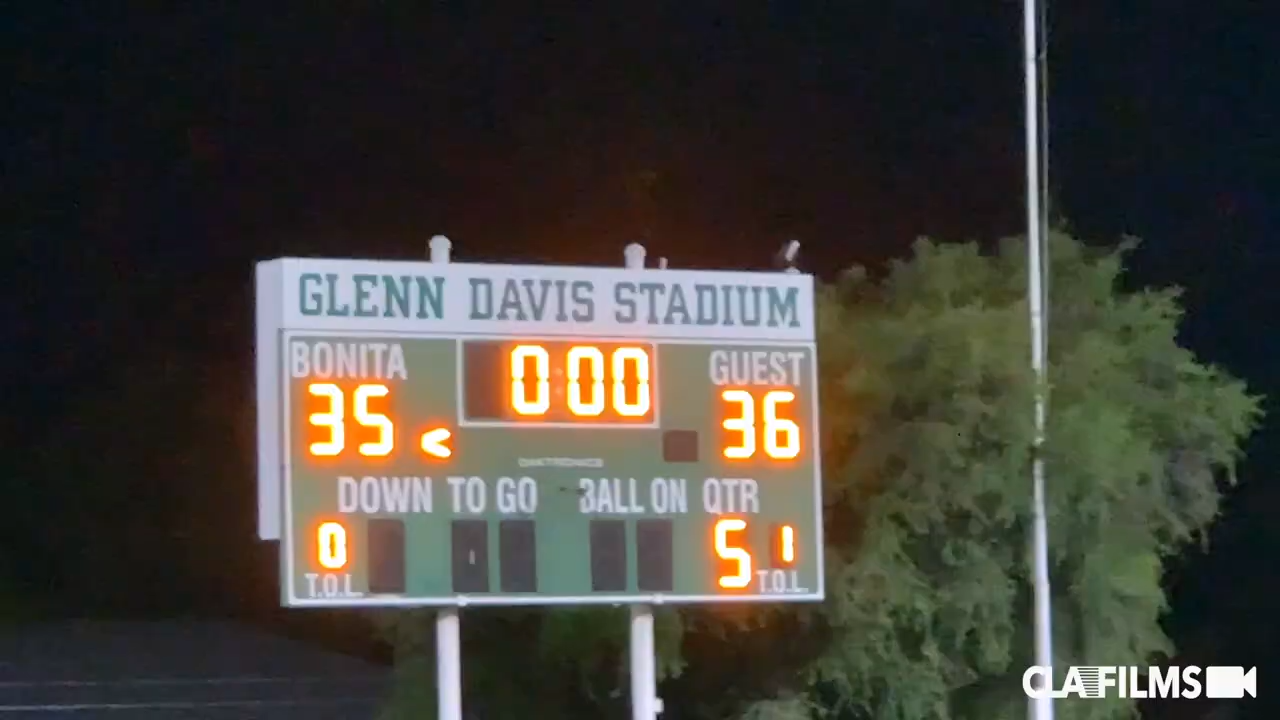 GLENN DAVIS STADIUM
BONITA 0:00 GUEST
35 < 36
DAKTRONICS
DOWN TO GO BALL ON QTR
0 5 1
T.O.L. T.O.L.
CLAFILMS